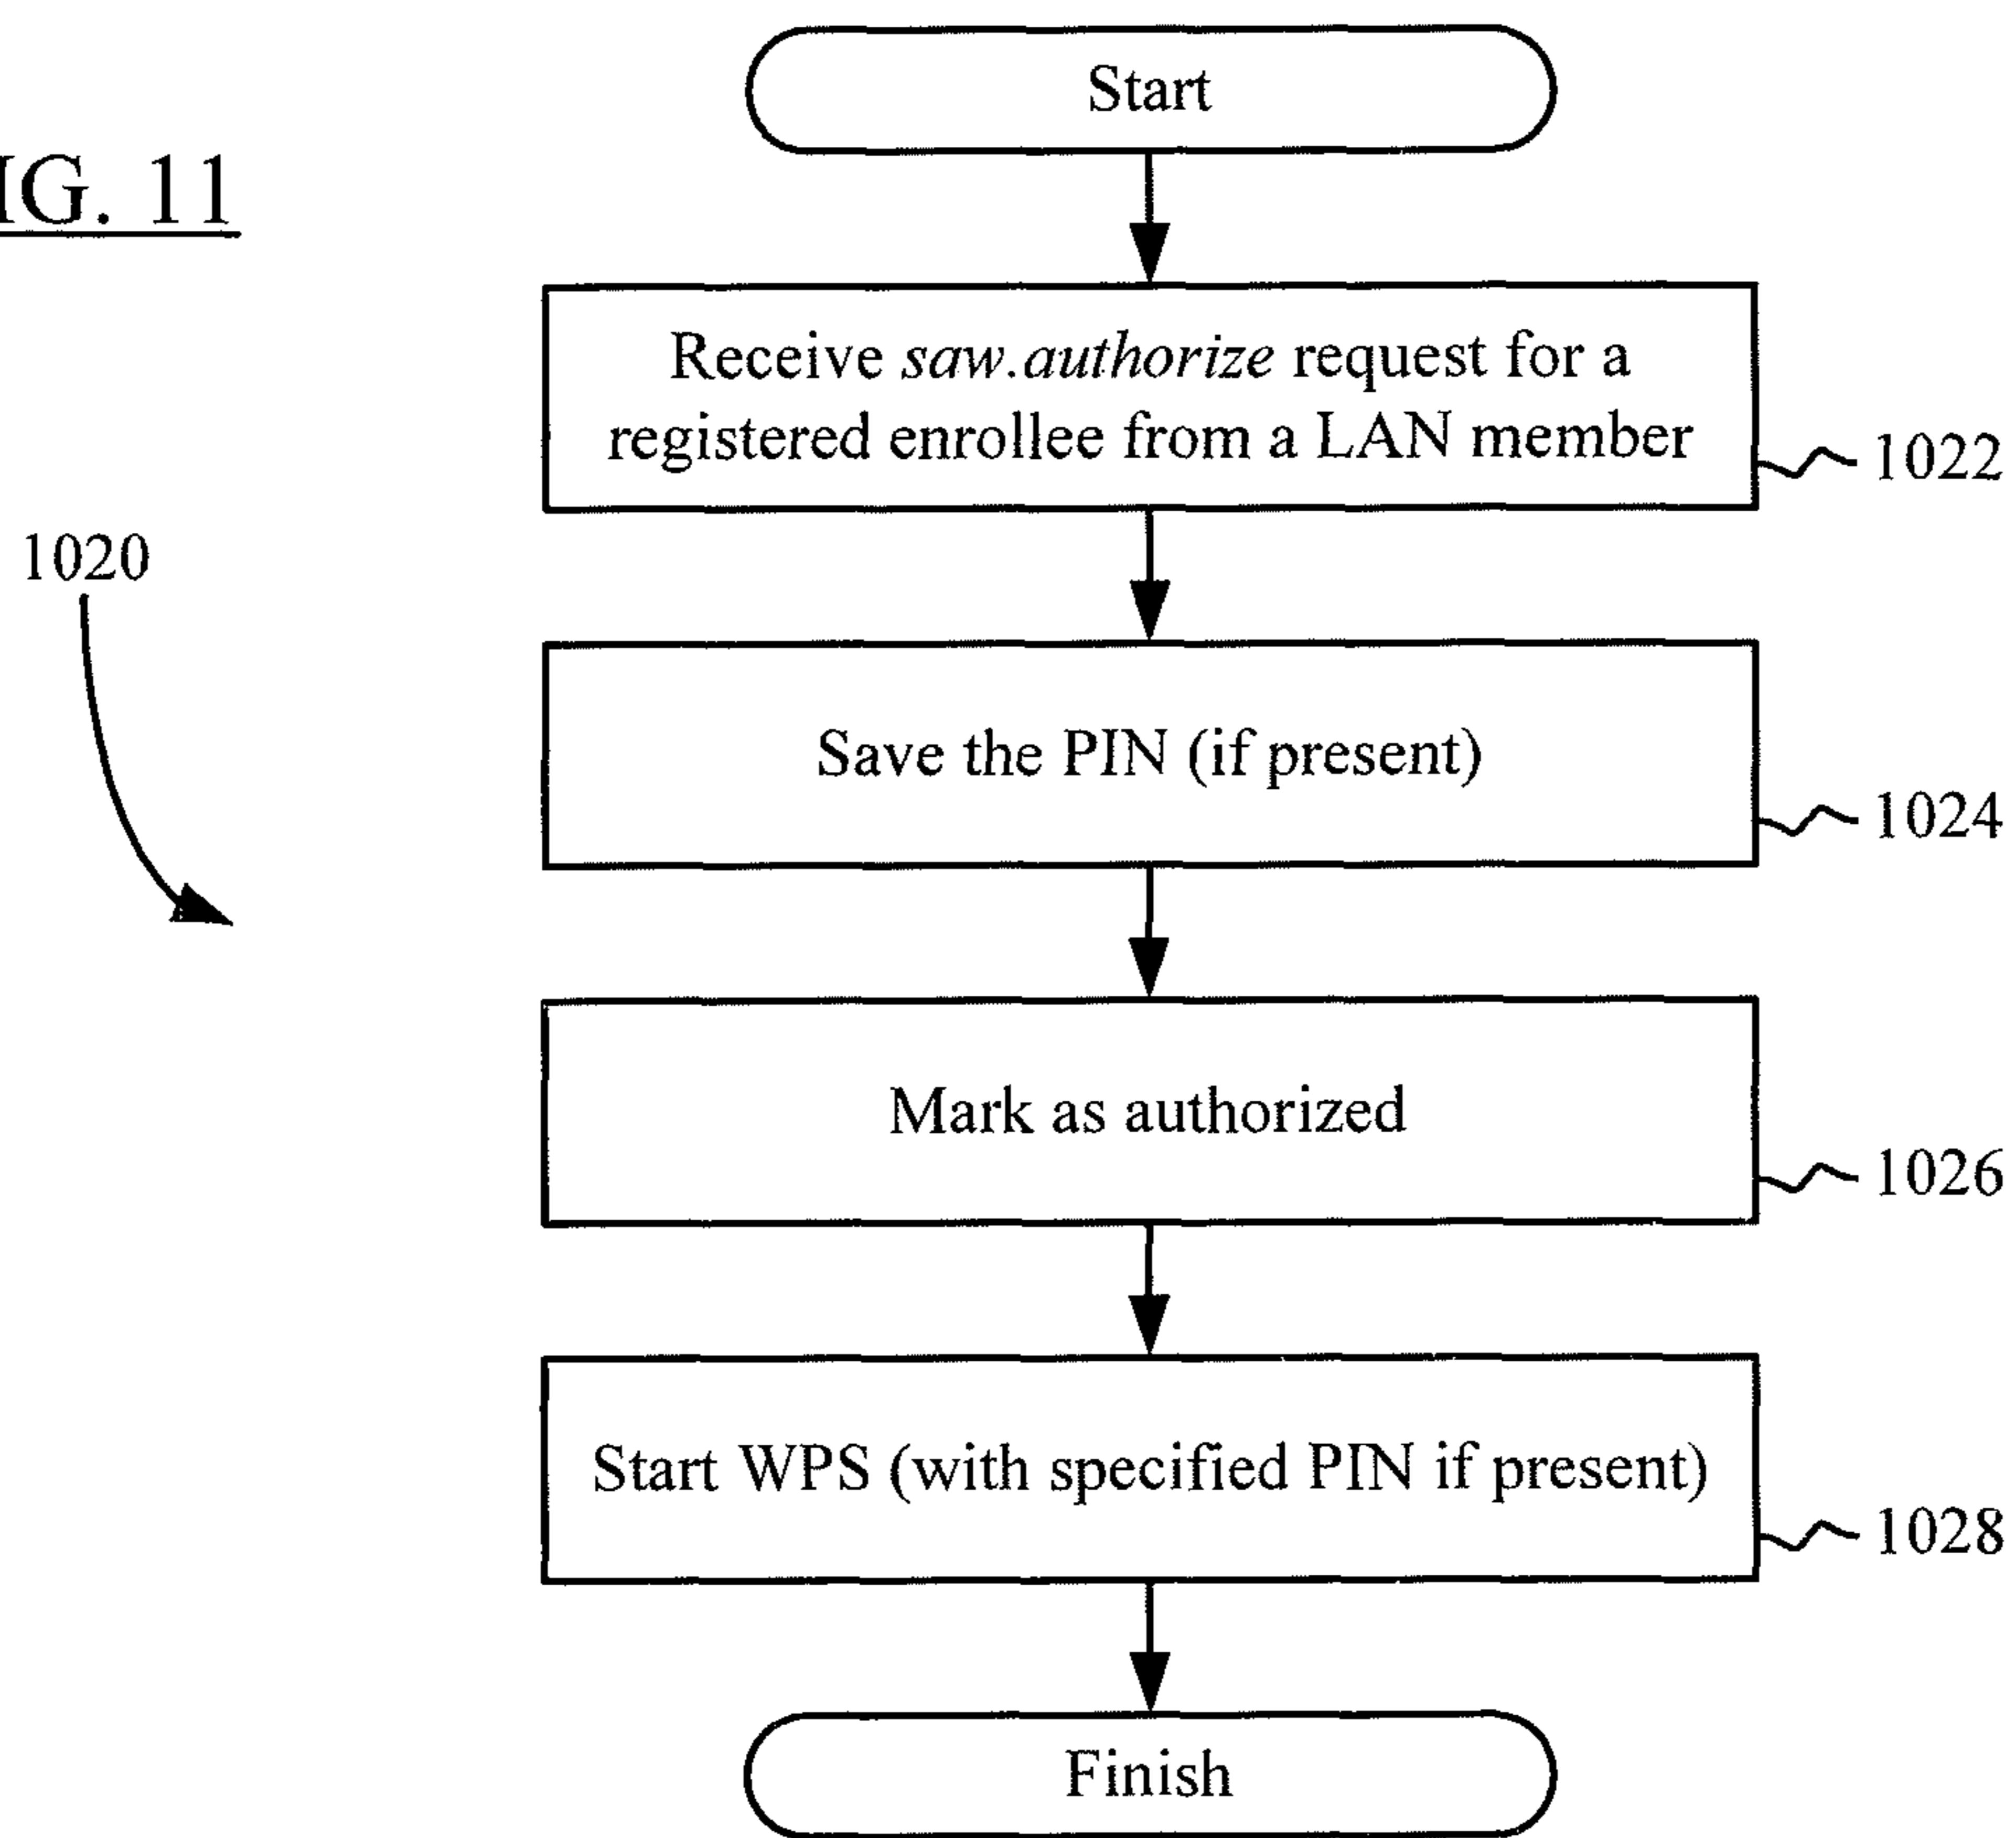 IG. 11
Start
Receive saw.authorize request for a
registered enrollee from a LAN member
1022
1020
Save the PIN (if present)
1024
Mark as authorized
1026
Start WPS (with specified PIN if present)
1028
Finish